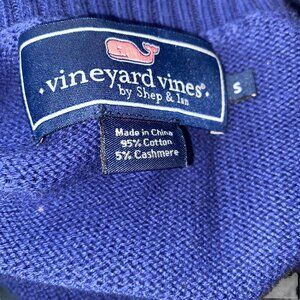 ·vineyard vines®·
by Shep & Ian
S
Made in China
95% Cotton
5% Cashmere